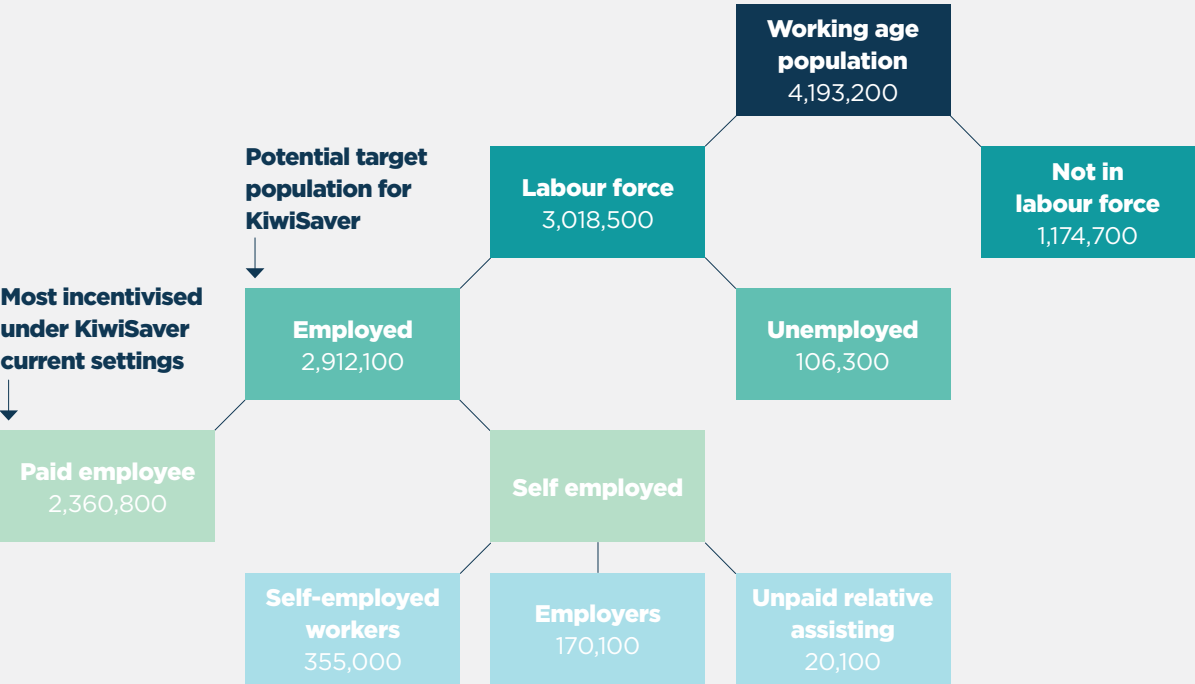 Working age
population
4,193,200
Potential target
population for
KiwiSaver
Labour force
3,018,500
Not in
labour force
1,174,700
Most incentivised
under KiwiSaver
current settings
Employed
2,912,100
Unemployed
106,300
Paid employee
2,360,800
Self employed
Self-employed
workers
355,000
Employers
170,100
Unpaid relative
assisting
20,100